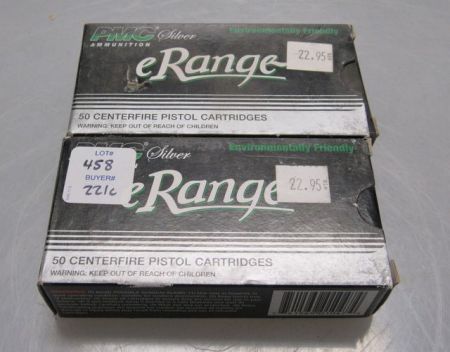 PMC Silver Environmentally Friendly
AMMUNITION
22.95
eRange
50 CENTERFIRE PISTOL CARTRIDGES
WARNING: KEEP OUT OF REACH OF CHILDREN
LOT#
458
BUYER#
PMC Silver Environmentally Friendly
22.95
eRange
50 CENTERFIRE PISTOL CARTRIDGES
WARNING: KEEP OUT OF REACH OF CHILDREN